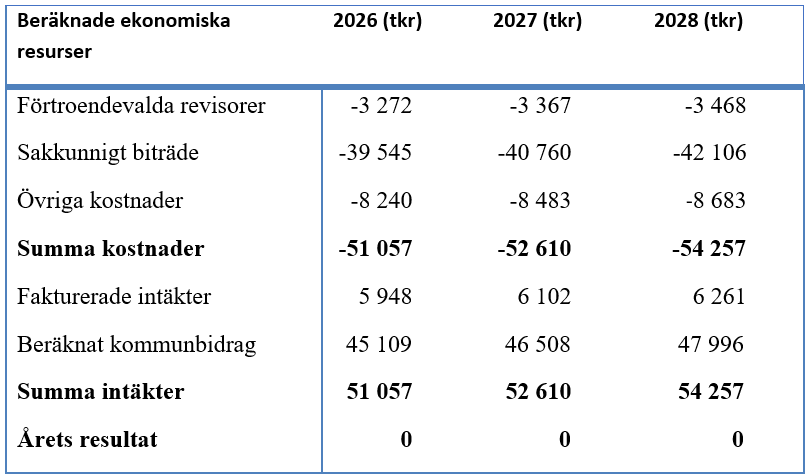 Beräknade ekonomiska resurser 2026 (tkr) 2027 (tkr) 2028 (tkr)
Förtroendevalda revisorer -3 272 -3 367 -3 468
Sakkunnigt biträde -39 545 -40 760 -42 106
Övriga kostnader -8 240 -8 483 -8 683
Summa kostnader -51 057 -52 610 -54 257
Fakturerade intäkter 5 948 6 102 6 261
Beräknat kommunbidrag 45 109 46 508 47 996
Summa intäkter 51 057 52 610 54 257
Årets resultat 0 0 0